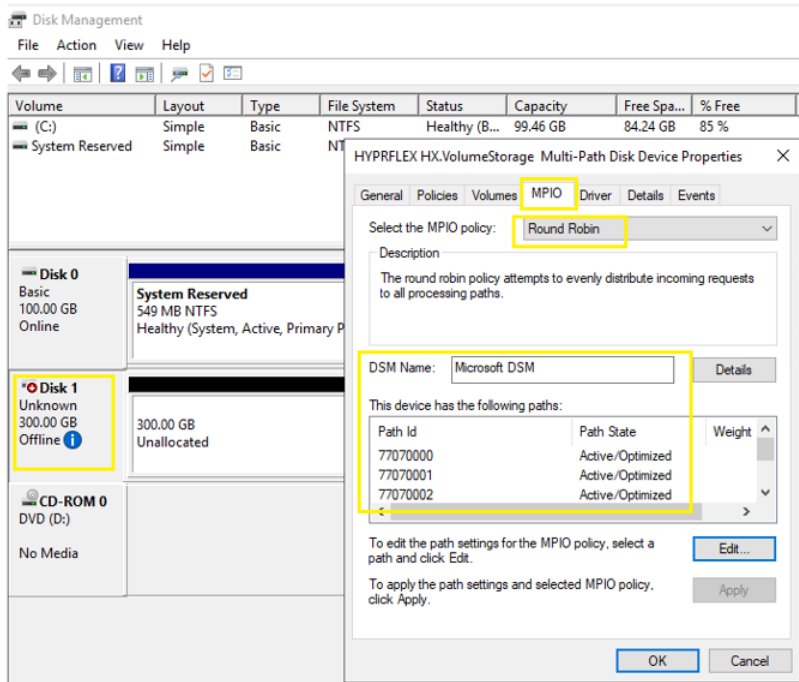 Disk Management
File Action View Help
Volume Layout Type File System Status Capacity Free Spa... % Free
(C:) Simple Basic NTFS Healthy (B... 99.46 GB 84.24 GB 85 %
System Reserved Simple Basic NT
HYPRFLEX HX.VolumeStorage Multi-Path Disk Device Properties
General Policies Volumes MPIO Driver Details Events
Select the MPIO policy: Round Robin
Description
The round robin policy attempts to evenly distribute incoming requests
to all processing paths.
DSM Name: Microsoft DSM Details
This device has the following paths:
Path Id Path State Weight
77070000 Active/Optimized
77070001 Active/Optimized
77070002 Active/Optimized
To edit the path settings for the MPIO policy, select a
path and click Edit.
Edit...
To apply the path settings and selected MPIO policy,
click Apply.
Apply
OK Cancel
Disk 0
Basic
100.00 GB
Online
System Reserved
549 MB NTFS
Healthy (System, Active, Primary P
Disk 1
Unknown
300.00 GB
Offline
300.00 GB
Unallocated
CD-ROM 0
DVD (D:)
No Media